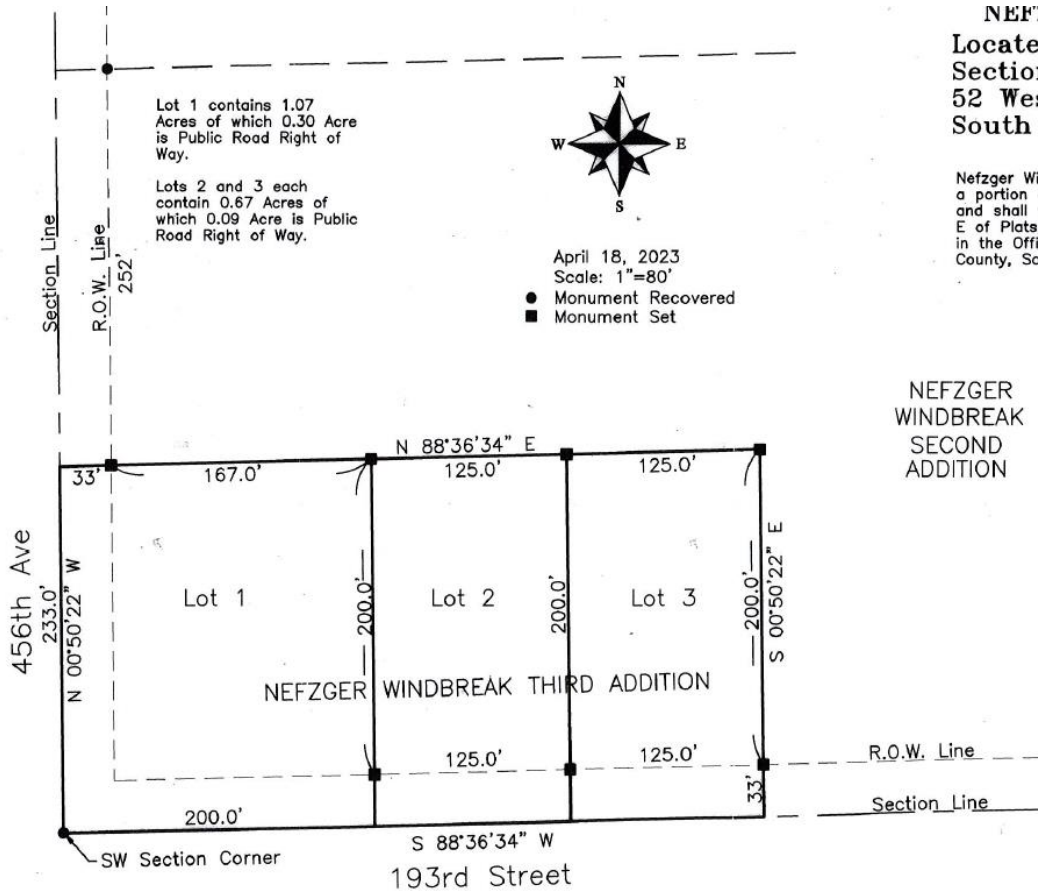 Locate
Section
52 Wes
South
Lot 1 contains 1.07
Acres of which 0.30 Acre
is Public Road Right of
Way.
Lots 2 and 3 each
contain 0.67 Acres of
which 0.09 Acre is Public
Road Right of Way.
N
W E
S
Nefzger Wi
a portion
and shall
E of Plats
in the Offi
County, So
Section Line
R.O.W. Line
252'
April 18, 2023
Scale: 1"=80'
Monument Recovered
Monument Set
NEFZGER
WINDBREAK
SECOND
ADDITION
N 88°36'34" E
33' 167.0' 125.0' 125.0'
456th Ave
233.0'
N 00°50'22" W
Lot 1
200.0'
Lot 2
200.0'
Lot 3
200.0'
S 00°50'22" E
NEFZGER WINDBREAK THIRD ADDITION
125.0' 125.0'
R.O.W. Line
33'
200.0'
Section Line
S 88°36'34" W
SW Section Corner
193rd Street